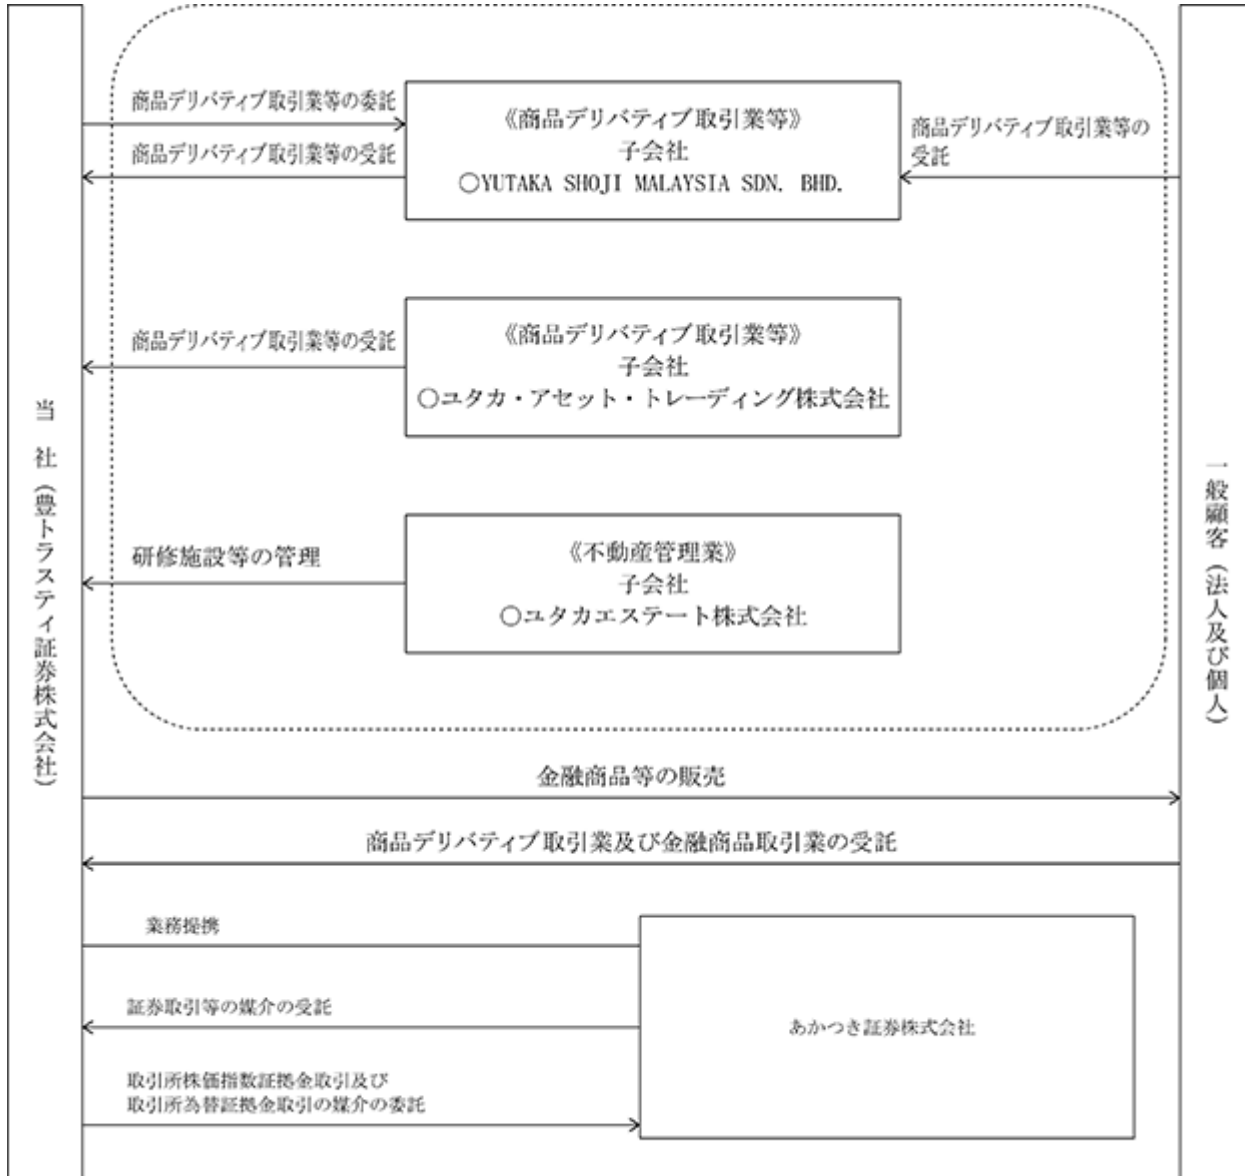 商品デリバティブ取引業等の委託
商品デリバティブ取引業等の受託
《商品デリバティブ取引業等》
子会社
○YUTAKA SHOJI MALAYSIA SDN. BHD.
商品デリバティブ取引業等の
受託
商品デリバティブ取引業等の受託
《商品デリバティブ取引業等》
子会社
○ユタカ・アセット・トレーディング株式会社
当 社(豊トラスティ証券株式会社)
一般顧客(法人及び個人)
研修施設等の管理
《不動産管理業》
子会社
○ユタカエステート株式会社
金融商品等の販売
商品デリバティブ取引業及び金融商品取引業の受託
業務提携
証券取引等の媒介の受託
取引所株価指数証拠金取引及び
取引所為替証拠金取引の媒介の委託
あかつき証券株式会社